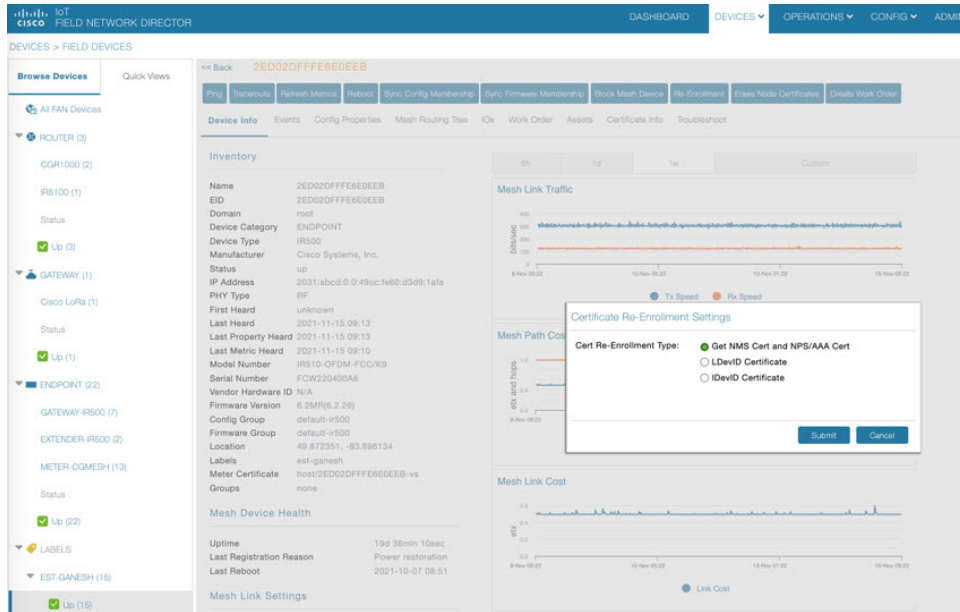 cisco IoT
FIELD NETWORK DIRECTOR
DASHBOARD DEVICES OPERATIONS CONFIG ADMI
DEVICES > FIELD DEVICES
Browse Devices Quick Views
All FAN Devices
ROUTER (3)
CGR1000 (2)
IR8100 (1)
Status
Up (3)
GATEWAY (1)
Cisco LoRa (1)
Status
Up (1)
ENDPOINT (22)
GATEWAY-IR500 (7)
EXTENDER-IR500 (2)
METER-CGMESH (13)
Status
Up (22)
LABELS
EST-GANESH (15)
Up (15)
<< Back 2ED02DFFFE6E0EEB
Ping Traceroute Refresh Metrics Reboot Sync Config Membership Sync Firmware Membership Block Mesh Device Re-Enrollment Erase Node Certificates Create Work Order
Device Info Events Config Properties Mesh Routing Tree IOx Work Order Assets Certificate Info Troubleshoot
Inventory
Name 2ED02DFFFE6E0EEB
EID 2ED02DFFFE6E0EEB
Domain root
Device Category ENDPOINT
Device Type IR500
Manufacturer Cisco Systems, Inc.
Status up
IP Address 2031:abcd:0:0:49cc:fe60:d3d9:1afa
PHY Type RF
First Heard unknown
Last Heard 2021-11-15 09:13
Last Property Heard 2021-11-15 09:13
Last Metric Heard 2021-11-15 09:10
Model Number IR510-OFDM-FCC/K9
Serial Number FCW220400A6
Vendor Hardware ID N/A
Firmware Version 6.2MR(6.2.26)
Config Group default-ir500
Firmware Group default-ir500
Location 49.872351, -83.896134
Labels est-ganesh
Meter Certificate host/2ED02DFFFE6E0EEB-vs
Groups none
Mesh Device Health
Uptime 19d 38min 10sec
Last Registration Reason Power restoration
Last Reboot 2021-10-07 08:51
Mesh Link Settings
6h 1d 1w Custom
Mesh Link Traffic
bits/sec
Tx Speed Rx Speed
Mesh Path Cos
etx and hops
Certificate Re-Enrollment Settings
Cert Re-Enrollment Type: Get NMS Cert and NPS/AAA Cert
LDevID Certificate
IDevID Certificate
Submit Cancel
Mesh Link Cost
etx
Link Cost